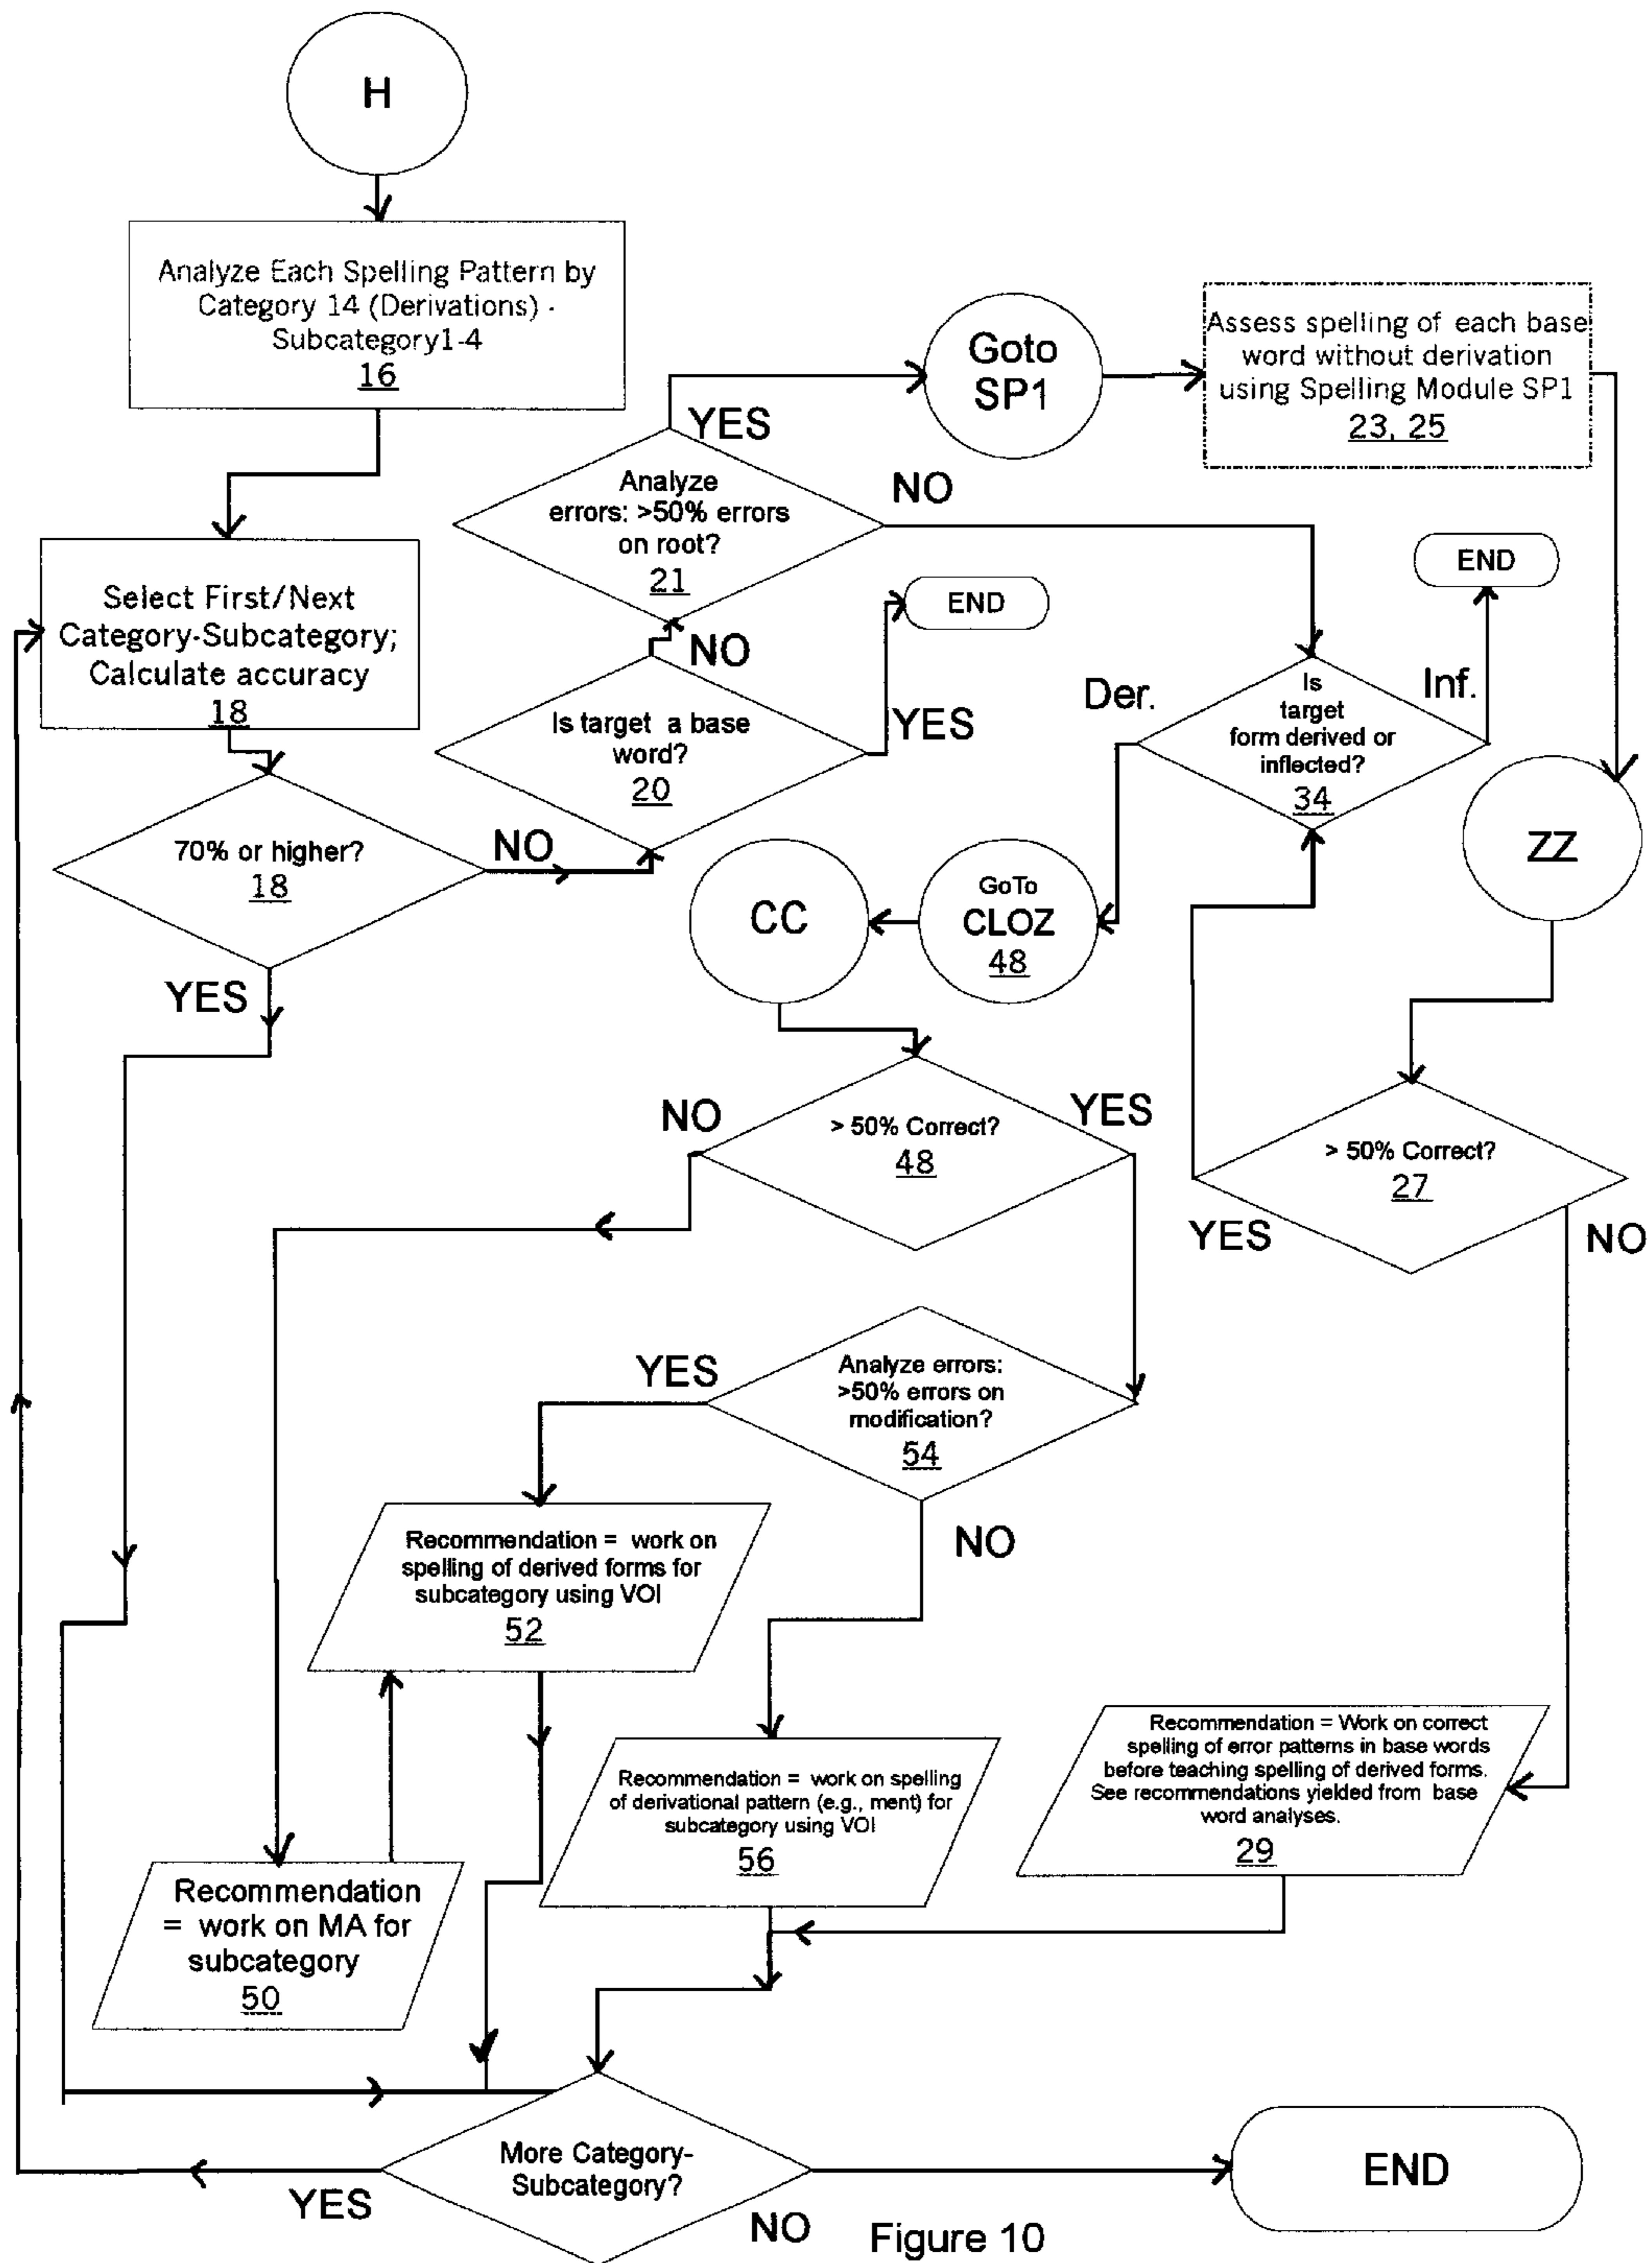 H
Analyze Each Spelling Pattern by
Category 14 (Derivations) -
Subcategory1-4
16
Goto
SP1
Assess spelling of each base
word without derivation
using Spelling Module SP1
23, 25
YES
Analyze
errors: >50% errors
on root?
21
NO
END
END
Select First/Next
Category-Subcategory;
Calculate accuracy
18
NO
Is target a base
word?
20
YES
Der.
Is
target
form derived or
inflected?
34
Inf.
70% or higher?
18
NO
YES
ZZ
CC
GoTo
CLOZ
48
NO
> 50% Correct?
48
YES
> 50% Correct?
27
YES
NO
YES
Analyze errors:
>50% errors on
modification?
54
NO
Recommendation = work on
spelling of derived forms for
subcategory using VOI
52
Recommendation = Work on correct
spelling of error patterns in base words
before teaching spelling of derived forms.
See recommendations yielded from base
word analyses.
29
Recommendation = work on spelling
of derivational pattern (e.g., ment) for
subcategory using VOI
56
Recommendation
= work on MA for
subcategory
50
More Category-
Subcategory?
YES
NO
END
Figure 10